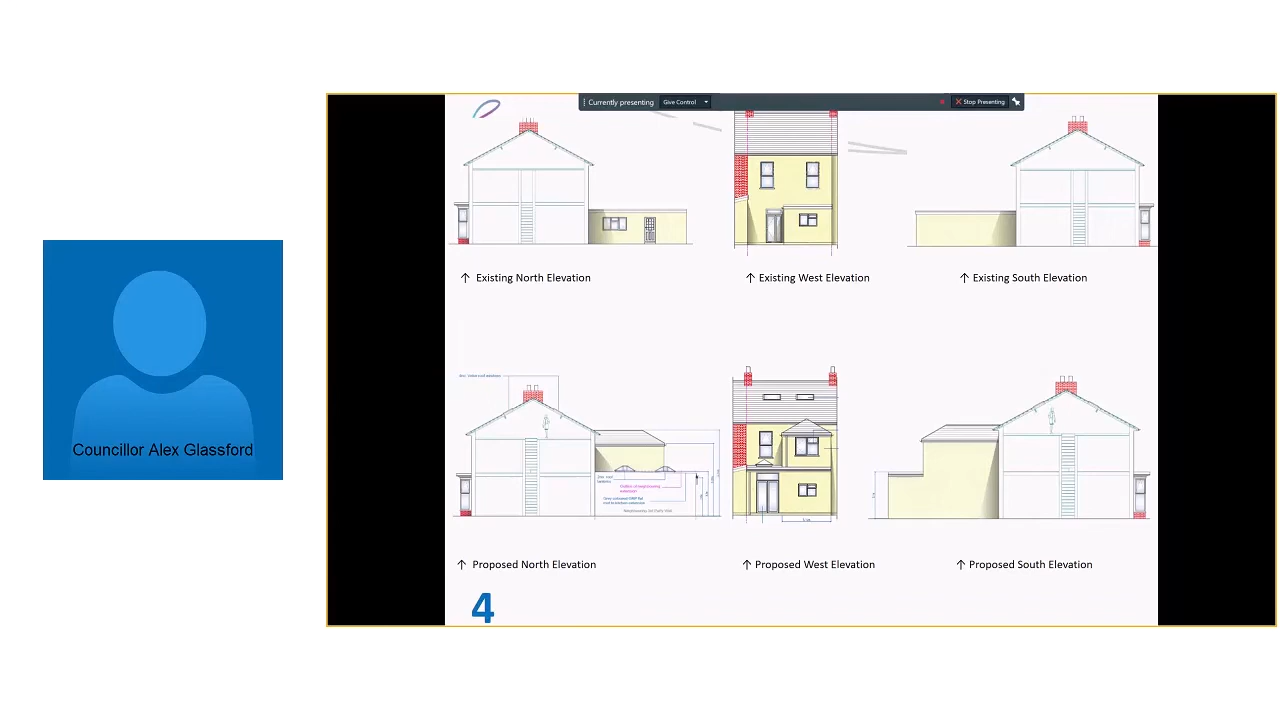 Currently presenting Give Control Stop Presenting
↑ Existing North Elevation
↑ Existing West Elevation
↑ Existing South Elevation
Councillor Alex Glassford
↑ Proposed North Elevation
↑ Proposed West Elevation
↑ Proposed South Elevation
4